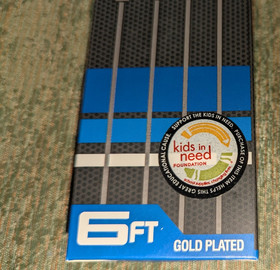 SUPPORT THE KIDS IN NEED.
PURCHASE OF THIS ITEM HELPS THIS GREAT EDUCATIONAL CAUSE.
kids in
need
FOUNDATION
6FT
GOLD PLATED